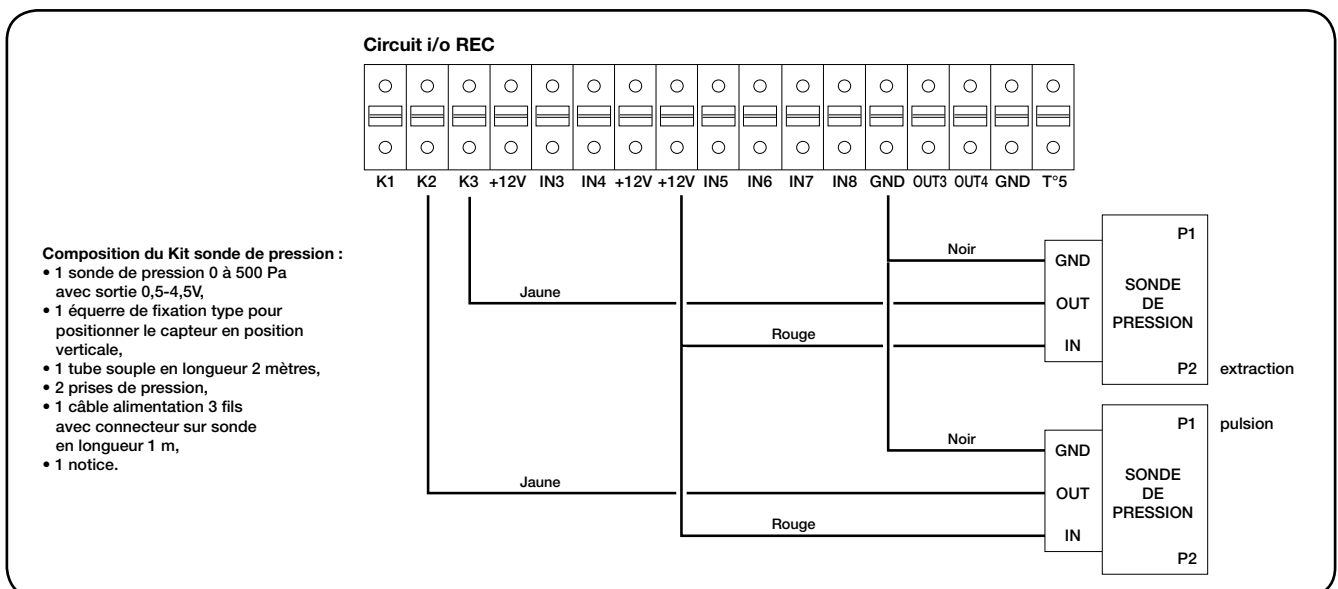 Circuit i/o REC
K1 K2 K3 +12V IN3 IN4 +12V +12V IN5 IN6 IN7 IN8 GND OUT3 OUT4 GND T°5
Composition du Kit sonde de pression :
• 1 sonde de pression 0 à 500 Pa
avec sortie 0,5-4,5V,
• 1 équerre de fixation type pour
positionner le capteur en position
verticale,
• 1 tube souple en longueur 2 mètres,
• 2 prises de pression,
• 1 câble alimentation 3 fils
avec connecteur sur sonde
en longueur 1 m,
• 1 notice.
Noir
Jaune
Rouge
GND
OUT
IN
P1
SONDE
DE
PRESSION
P2
extraction
Noir
Jaune
Rouge
GND
OUT
IN
P1
pulsion
SONDE
DE
PRESSION
P2